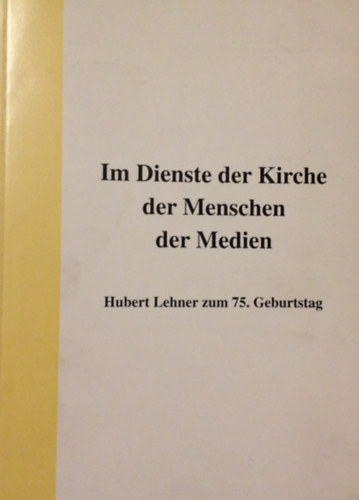 Im Dienste der Kirche
der Menschen
der Medien
Hubert Lehner zum 75. Geburtstag